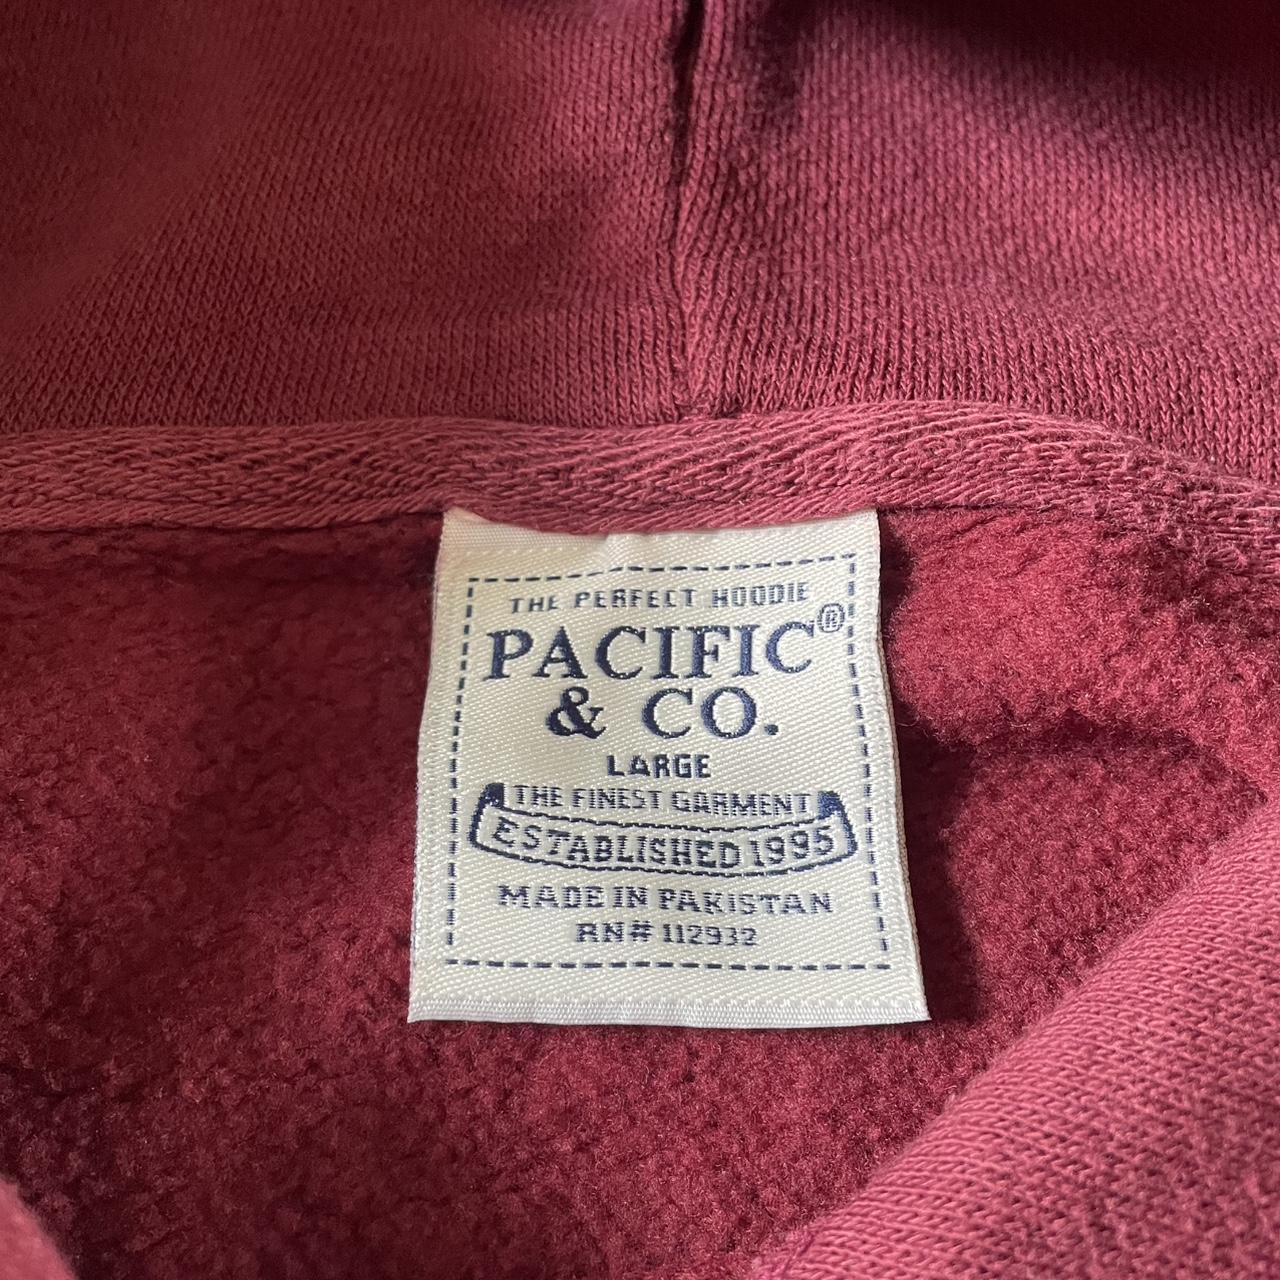 THE PERFECT HOODIE
PACIFIC®
& CO.
LARGE
THE FINEST GARMENT
ESTABLISHED 1995
MADE IN PAKISTAN
RN# 112932